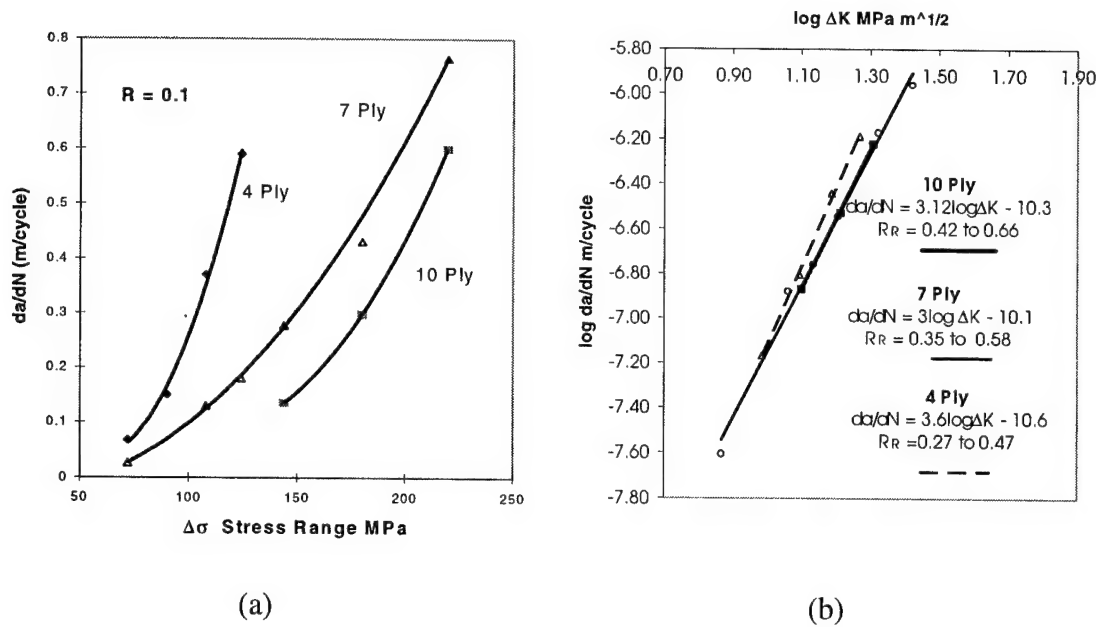 0.8
0.7
0.6
0.5
0.4
0.3
0.2
0.1
0
da/dN (m/cycle)
R = 0.1
4 Ply
7 Ply
10 Ply
50
100
150
200
250
Δσ Stress Range MPa
(a)
log ΔK MPa m^1/2
-5.80
0.70
0.90
1.10
1.30
1.50
1.70
1.90
-6.00
-6.20
-6.40
-6.60
-6.80
-7.00
-7.20
-7.40
-7.60
-7.80
log da/dN m/cycle
10 Ply
da/dN = 3.12logΔK - 10.3
RR = 0.42 to 0.66
7 Ply
da/dN = 3log ΔK - 10.1
RR = 0.35 to 0.58
4 Ply
da/dN = 3.6logΔK - 10.6
RR =0.27 to 0.47
(b)